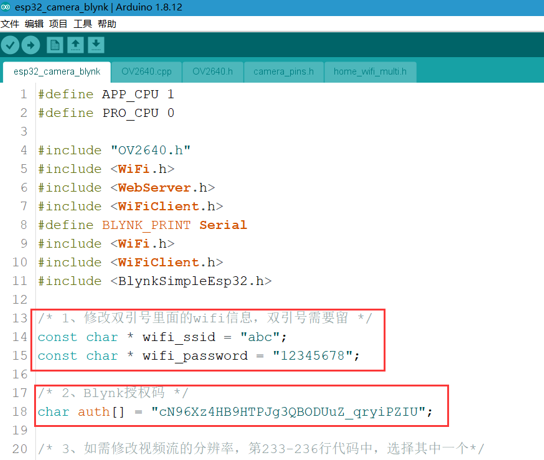 esp32_camera_blynk | Arduino 1.8.12
文件 编辑 项目 工具 帮助
esp32_camera_blynk OV2640.cpp OV2640.h camera_pins.h home_wifi_multi.h
1 #define APP_CPU 1
2 #define PRO_CPU 0
3
4 #include "OV2640.h"
5 #include <WiFi.h>
6 #include <WebServer.h>
7 #include <WiFiClient.h>
8 #define BLYNK_PRINT Serial
9 #include <WiFi.h>
10 #include <WiFiClient.h>
11 #include <BlynkSimpleEsp32.h>
12
13 /* 1、修改双引号里面的wifi信息，双引号需要留 */
14 const char * wifi_ssid = "abc";
15 const char * wifi_password = "12345678";
16
17 /* 2、Blynk授权码 */
18 char auth[] = "cN96Xz4HB9HTPJg3QBODUuZ_qryiPZIU";
19
20 /* 3、如需修改视频流的分辨率，第233-236行代码中，选择其中一个*/